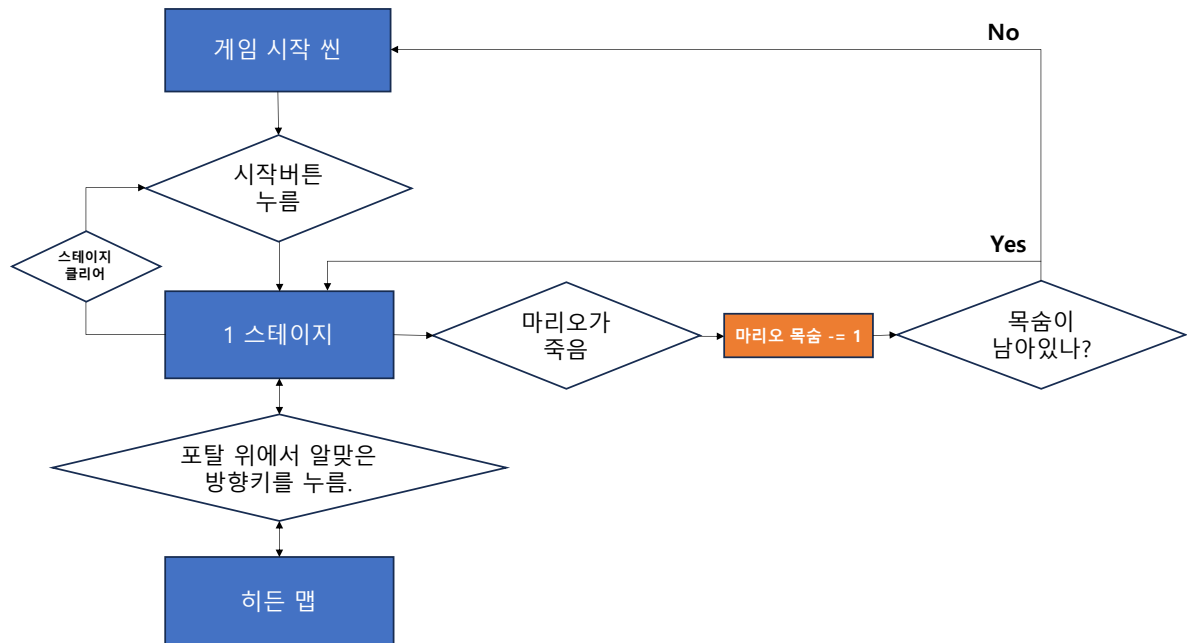 게임 시작 씬
No
시작버튼
누름
스테이지
클리어
Yes
1 스테이지
마리오가
죽음
마리오 목숨 -= 1
목숨이
남아있나?
포탈 위에서 알맞은
방향키를 누름.
히든 맵